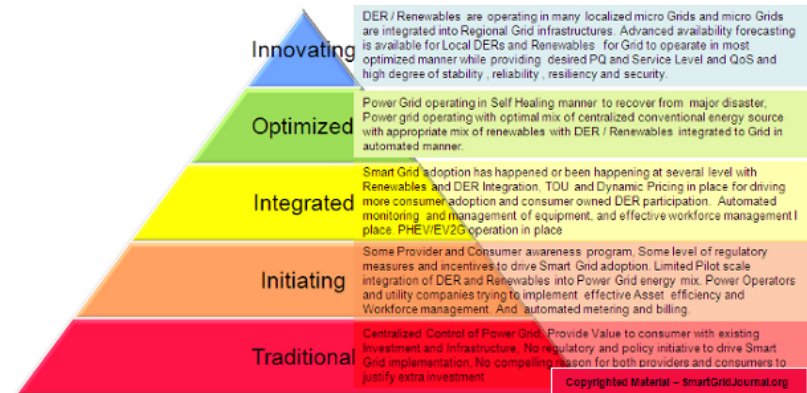 Innovating
DER / Renewables are operating in many localized micro Grids and micro Grids
are integrated into Regional Grid infrastructures. Advanced availability forecasting
is available for Local DERs and Renewables for Grid to opearate in most
optimized manner while providing desired PQ and Service Level and QoS and
high degree of stability , reliability , resiliency and security.
Optimized
Power Grid operating in Self Healing manner to recover from major disaster,
Power grid operating with optimal mix of centralized conventional energy source
with appropriate mix of renewables with DER / Renewables integrated to Grid in
automated manner.
Integrated
Smart Grid adoption has happened or been happening at several level with
Renewables and DER Integration, TOU and Dynamic Pricing in place for driving
more consumer adoption and consumer owned DER participation. Automated
monitoring and management of equipment, and effective workforce management I
place. PHEV/EV2G operation in place
Initiating
Some Provider and Consumer awareness program, Some level of regulatory
measures and incentives to drive Smart Grid adoption. Limited Pilot scale
integration of DER and Renewables into Power Grid energy mix. Power Operators
and utility companies trying to implement effective Asset efficiency and
Workforce management. And automated metering and billing.
Traditional
Centralized Control of Power Grid, Provide Value to consumer with existing
Investment and Infrastructure, No regulatory and policy initiative to drive Smart
Grid implementation, No compelling reason for both providers and consumers to
justify extra investment
Copyrighted Material – SmartGridJournal.org